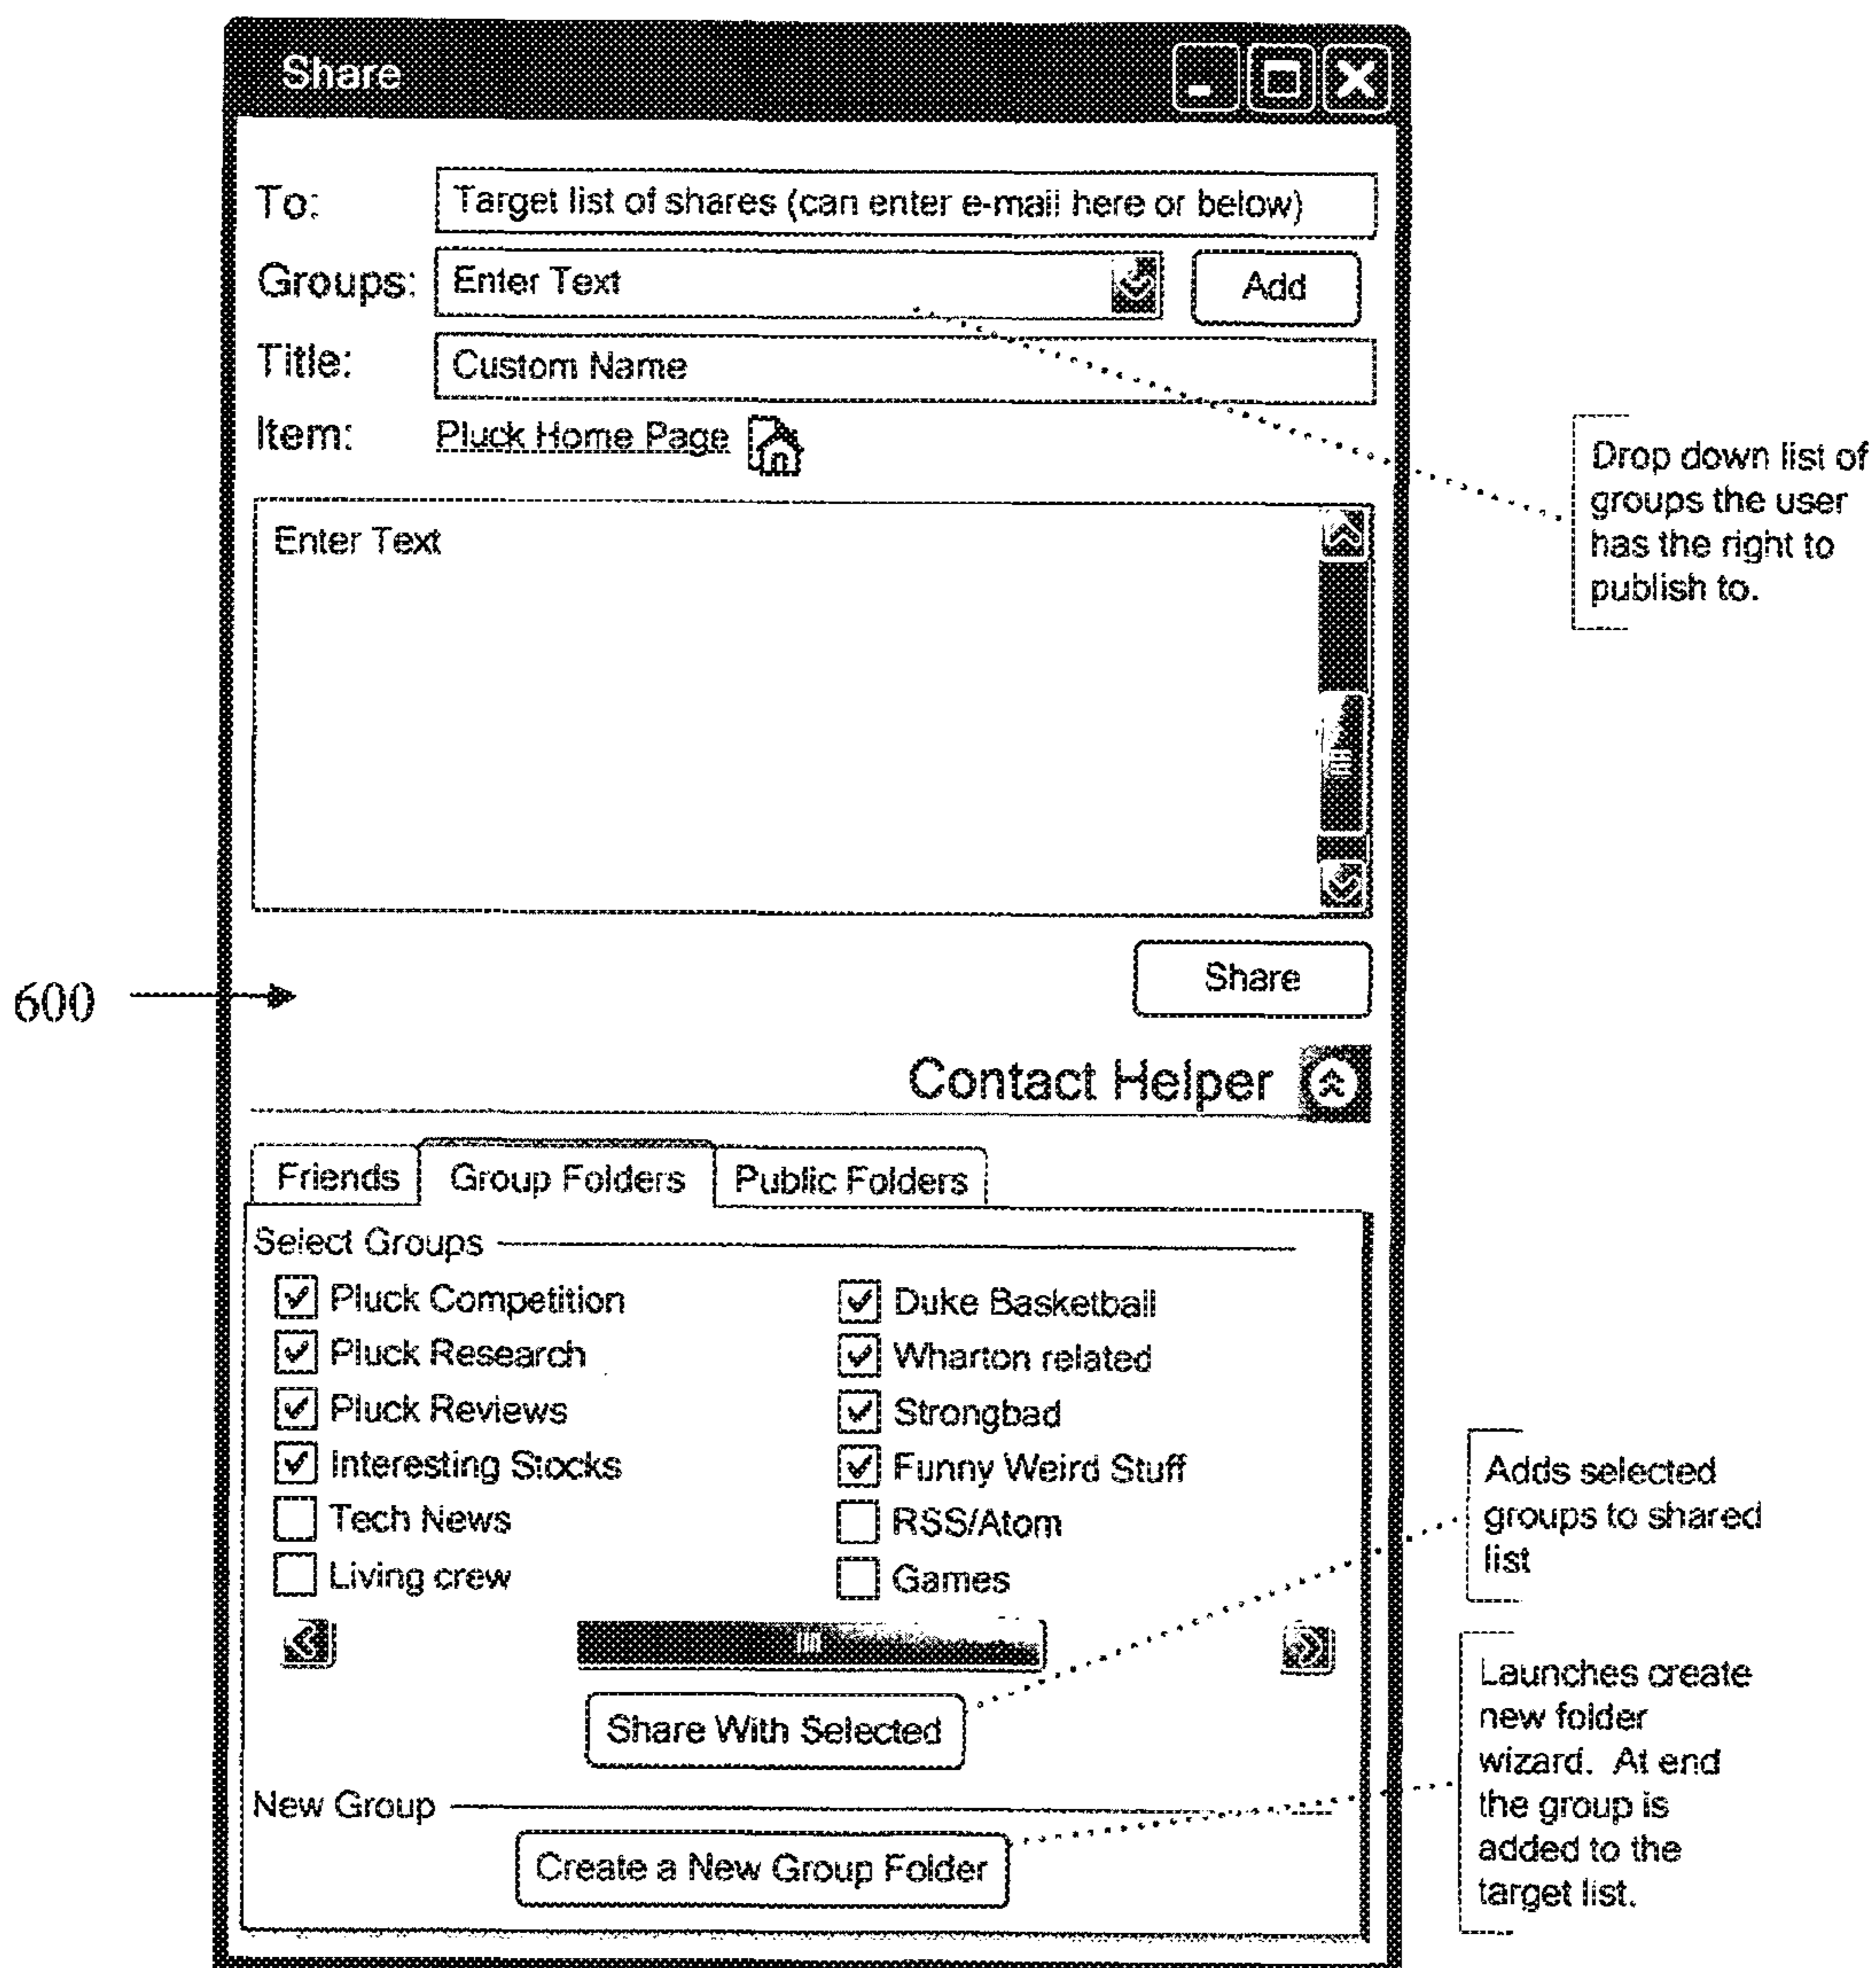 Share
To: Target list of shares (can enter e-mail here or below)
Groups: Enter Text Add
Title: Custom Name
Item: Pluck Home Page
Drop down list of
groups the user
has the right to
publish to.
Enter Text
Share
600
Contact Helper
Friends Group Folders Public Folders
Select Groups
Pluck Competition Duke Basketball
Pluck Research Wharton related
Pluck Reviews Strongbad
Interesting Stocks Funny Weird Stuff
Tech News RSS/Atom
Living crew Games
Adds selected
groups to shared
list
Share With Selected
Launches create
new folder
wizard. At end
the group is
added to the
target list.
New Group
Create a New Group Folder